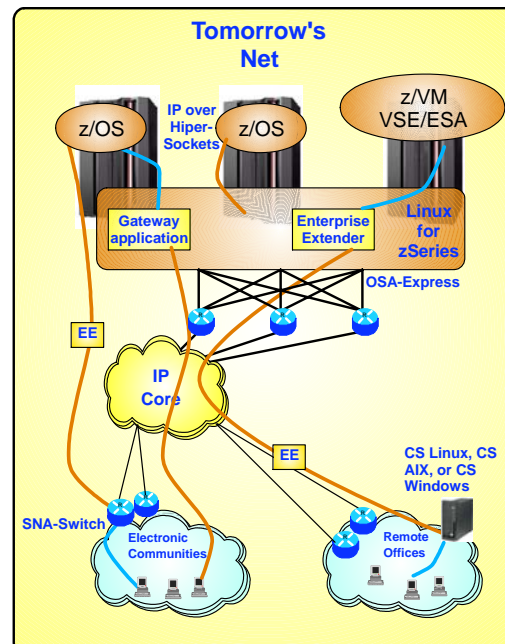 Tomorrow's
Net
z/OS
IP over
Hiper-
Sockets
z/OS
z/VM
VSE/ESA
Gateway
application
Enterprise
Extender
Linux
for
zSeries
OSA-Express
EE
IP
Core
EE
CS Linux, CS
AIX, or CS
Windows
SNA-Switch
Electronic
Communities
Remote
Offices